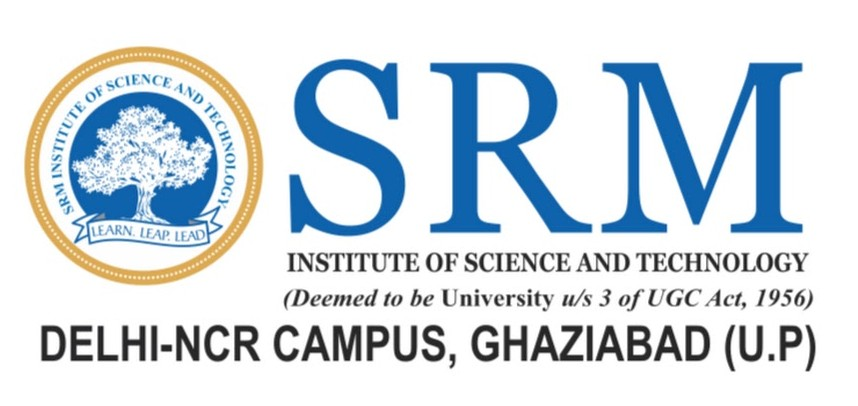 SRM INSTITUTE OF SCIENCE AND TECHNOLOGY
LEARN. LEAP. LEAD
SRM
INSTITUTE OF SCIENCE AND TECHNOLOGY
(Deemed to be University u/s 3 of UGC Act, 1956)
DELHI-NCR CAMPUS, GHAZIABAD (U.P)